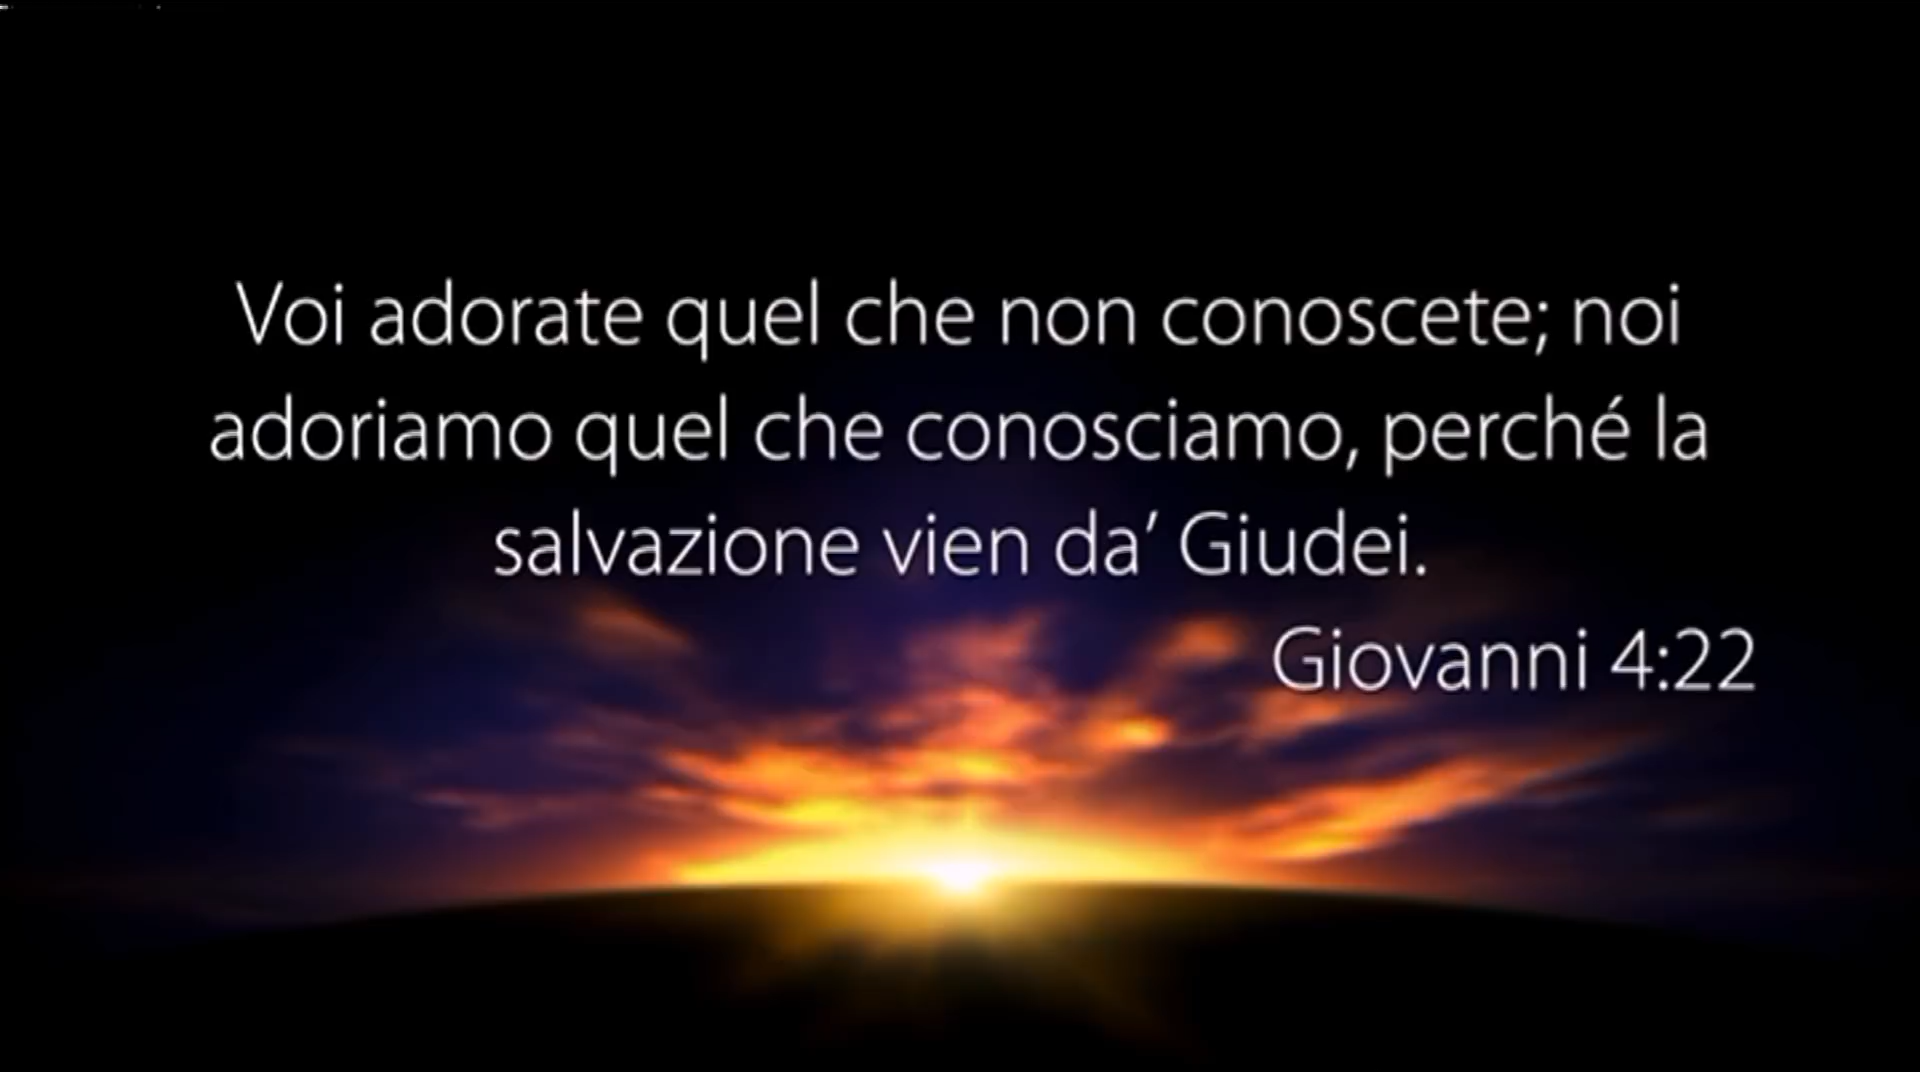 Voi adorate quel che non conoscete; noi
adoriamo quel che conosciamo, perché la
salvazione vien da’ Giudei.
Giovanni 4:22